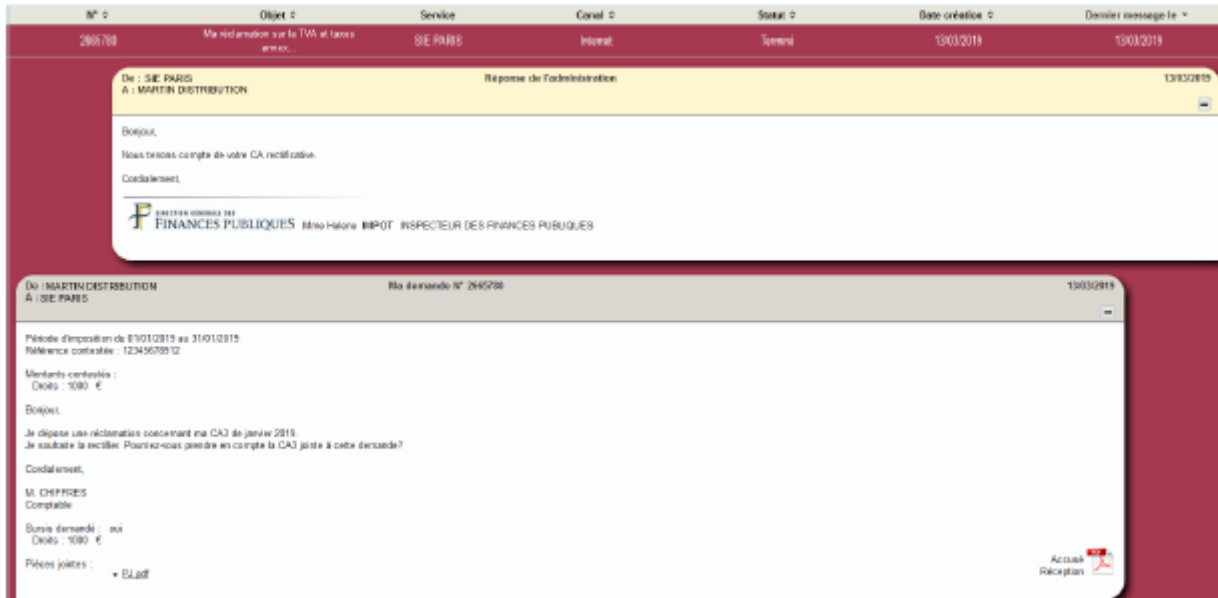 N° Objet Service Canal Statut Date création Dernier message le
2665780 Ma réclamation sur la TVA et taxes SIE PARIS Internet Terminé 13/03/2019 13/03/2019
annex...
De : SIE PARIS Réponse de l'administration 13/03/2019
A : MARTIN DISTRIBUTION
Bonjour,
Nous tenons compte de votre CA rectificative.
Cordialement,
DIRECTION GENERALE DES
FINANCES PUBLIQUES Mme Helene IMPOT INSPECTEUR DES FINANCES PUBLIQUES
De : MARTIN DISTRIBUTION Ma demande N° 2665780 13/03/2019
A : SIE PARIS
Période d'imposition du 01/01/2019 au 31/01/2019
Référence contestée : 12345678912
Montants contestés :
Droits : 1000 €
Bonjour,
Je dépose une réclamation concernant ma CA3 de janvier 2019.
Je souhaite la rectifier. Pourriez-vous prendre en compte la CA3 jointe à cette demande?
Cordialement,
M. CHIFFRES
Comptable
Sursis demandé : oui
Droits : 1000 €
Pièces jointes :
• PJ.pdf
Accusé
Réception